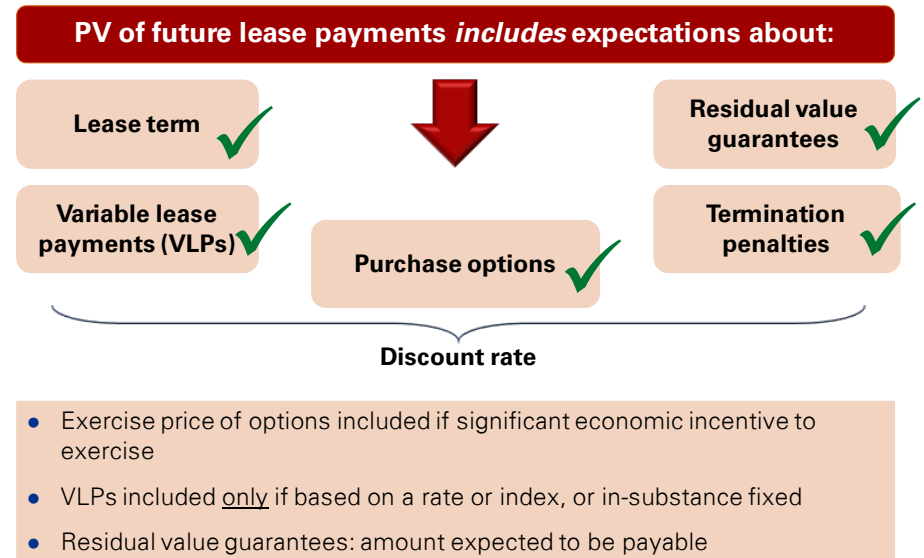 PV of future lease payments includes expectations about:
Lease term
Residual value
guarantees
Variable lease
payments (VLPs)
Termination
penalties
Purchase options
Discount rate
• Exercise price of options included if significant economic incentive to
exercise
• VLPs included only if based on a rate or index, or in-substance fixed
• Residual value guarantees: amount expected to be payable